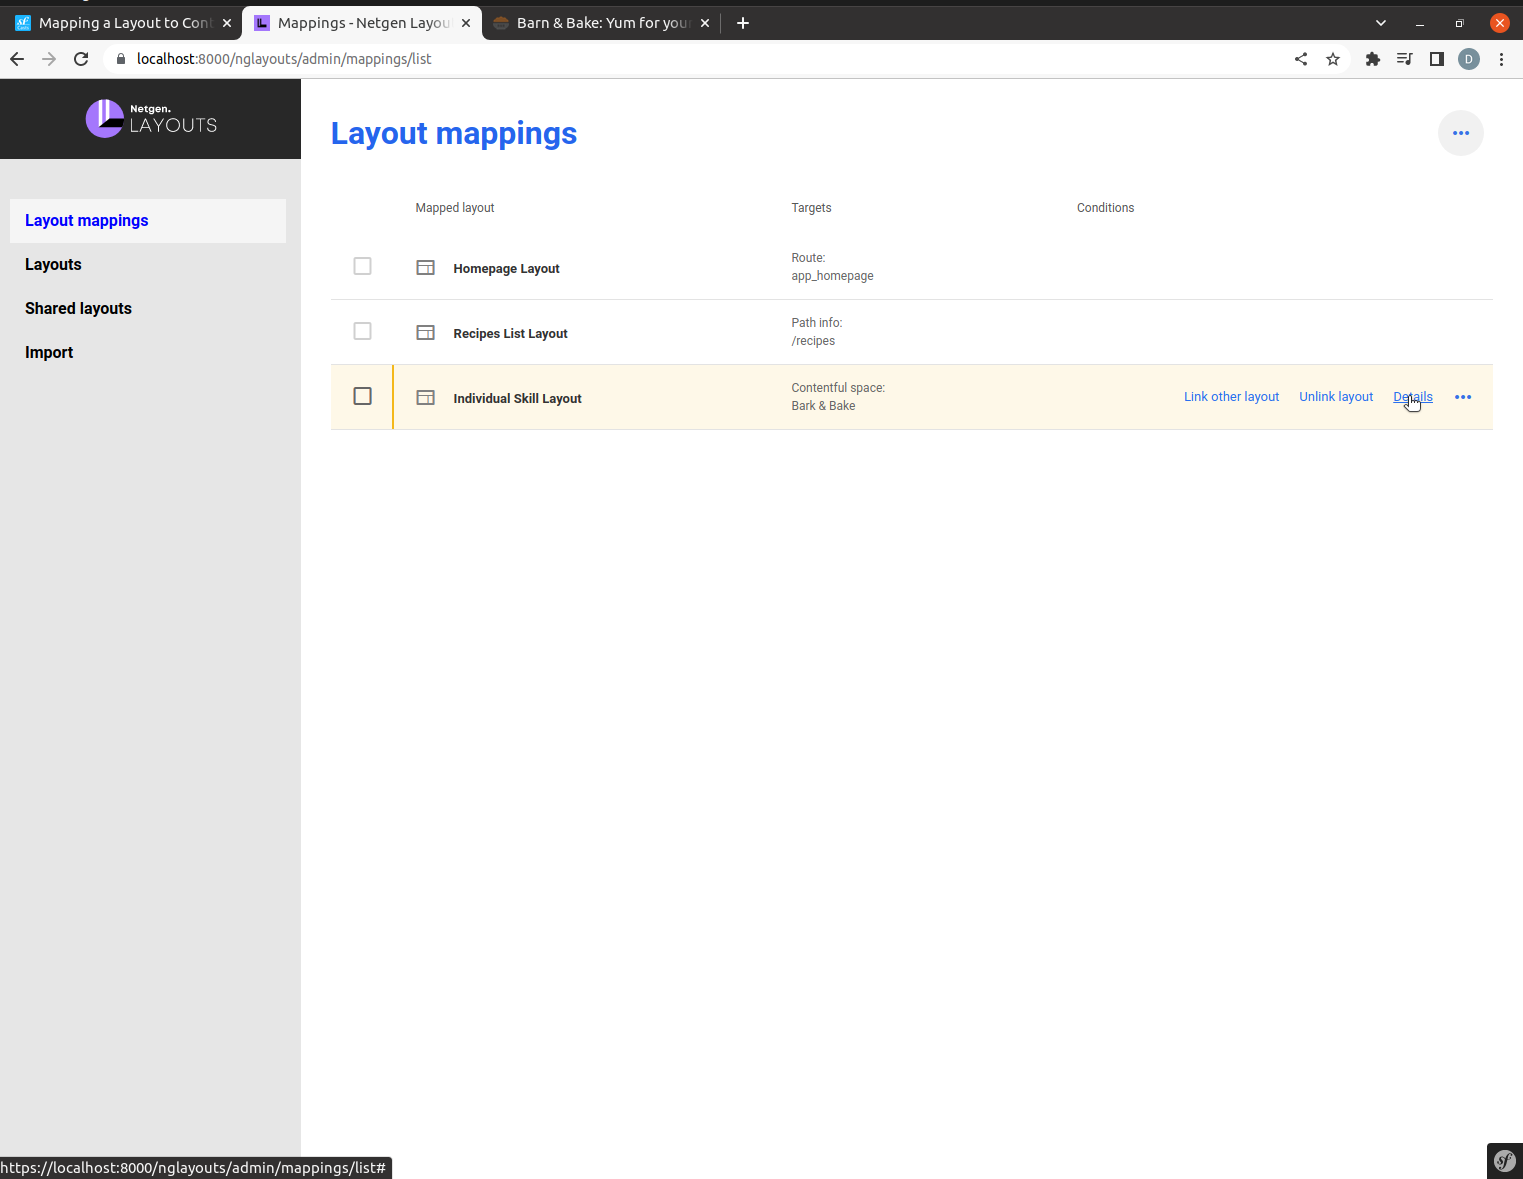 Mapping a Layout to Con
Mappings - Netgen Layou
Barn & Bake: Yum for you
localhost:8000/nglayouts/admin/mappings/list
D
Netgen.
LAYOUTS
Layout mappings
Layouts
Shared layouts
Import
Layout mappings
Mapped layout
Targets
Conditions
Homepage Layout
Route:
app_homepage
Recipes List Layout
Path info:
/recipes
Individual Skill Layout
Contentful space:
Bark & Bake
Link other layout
Unlink layout
Details
https://localhost:8000/nglayouts/admin/mappings/list#
sf